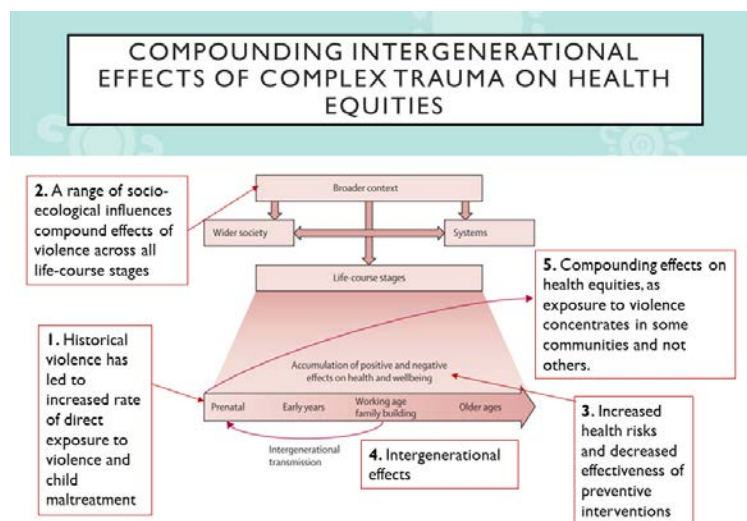 COMPOUNDING INTERGENERATIONAL
EFFECTS OF COMPLEX TRAUMA ON HEALTH
EQUITIES
2. A range of socio-
ecological influences
compound effects of
violence across all
life-course stages
Broader context
Wider society
Systems
Life-course stages
5. Compounding effects on
health equities, as
exposure to violence
concentrates in some
communities and not
others.
1. Historical
violence has
led to
increased rate
of direct
exposure to
violence and
child
maltreatment
Accumulation of positive and negative
effects on health and wellbeing
Prenatal
Early years
Working age
family building
Older ages
Intergenerational
transmission
4. Intergenerational
effects
3. Increased
health risks
and decreased
effectiveness of
preventive
interventions